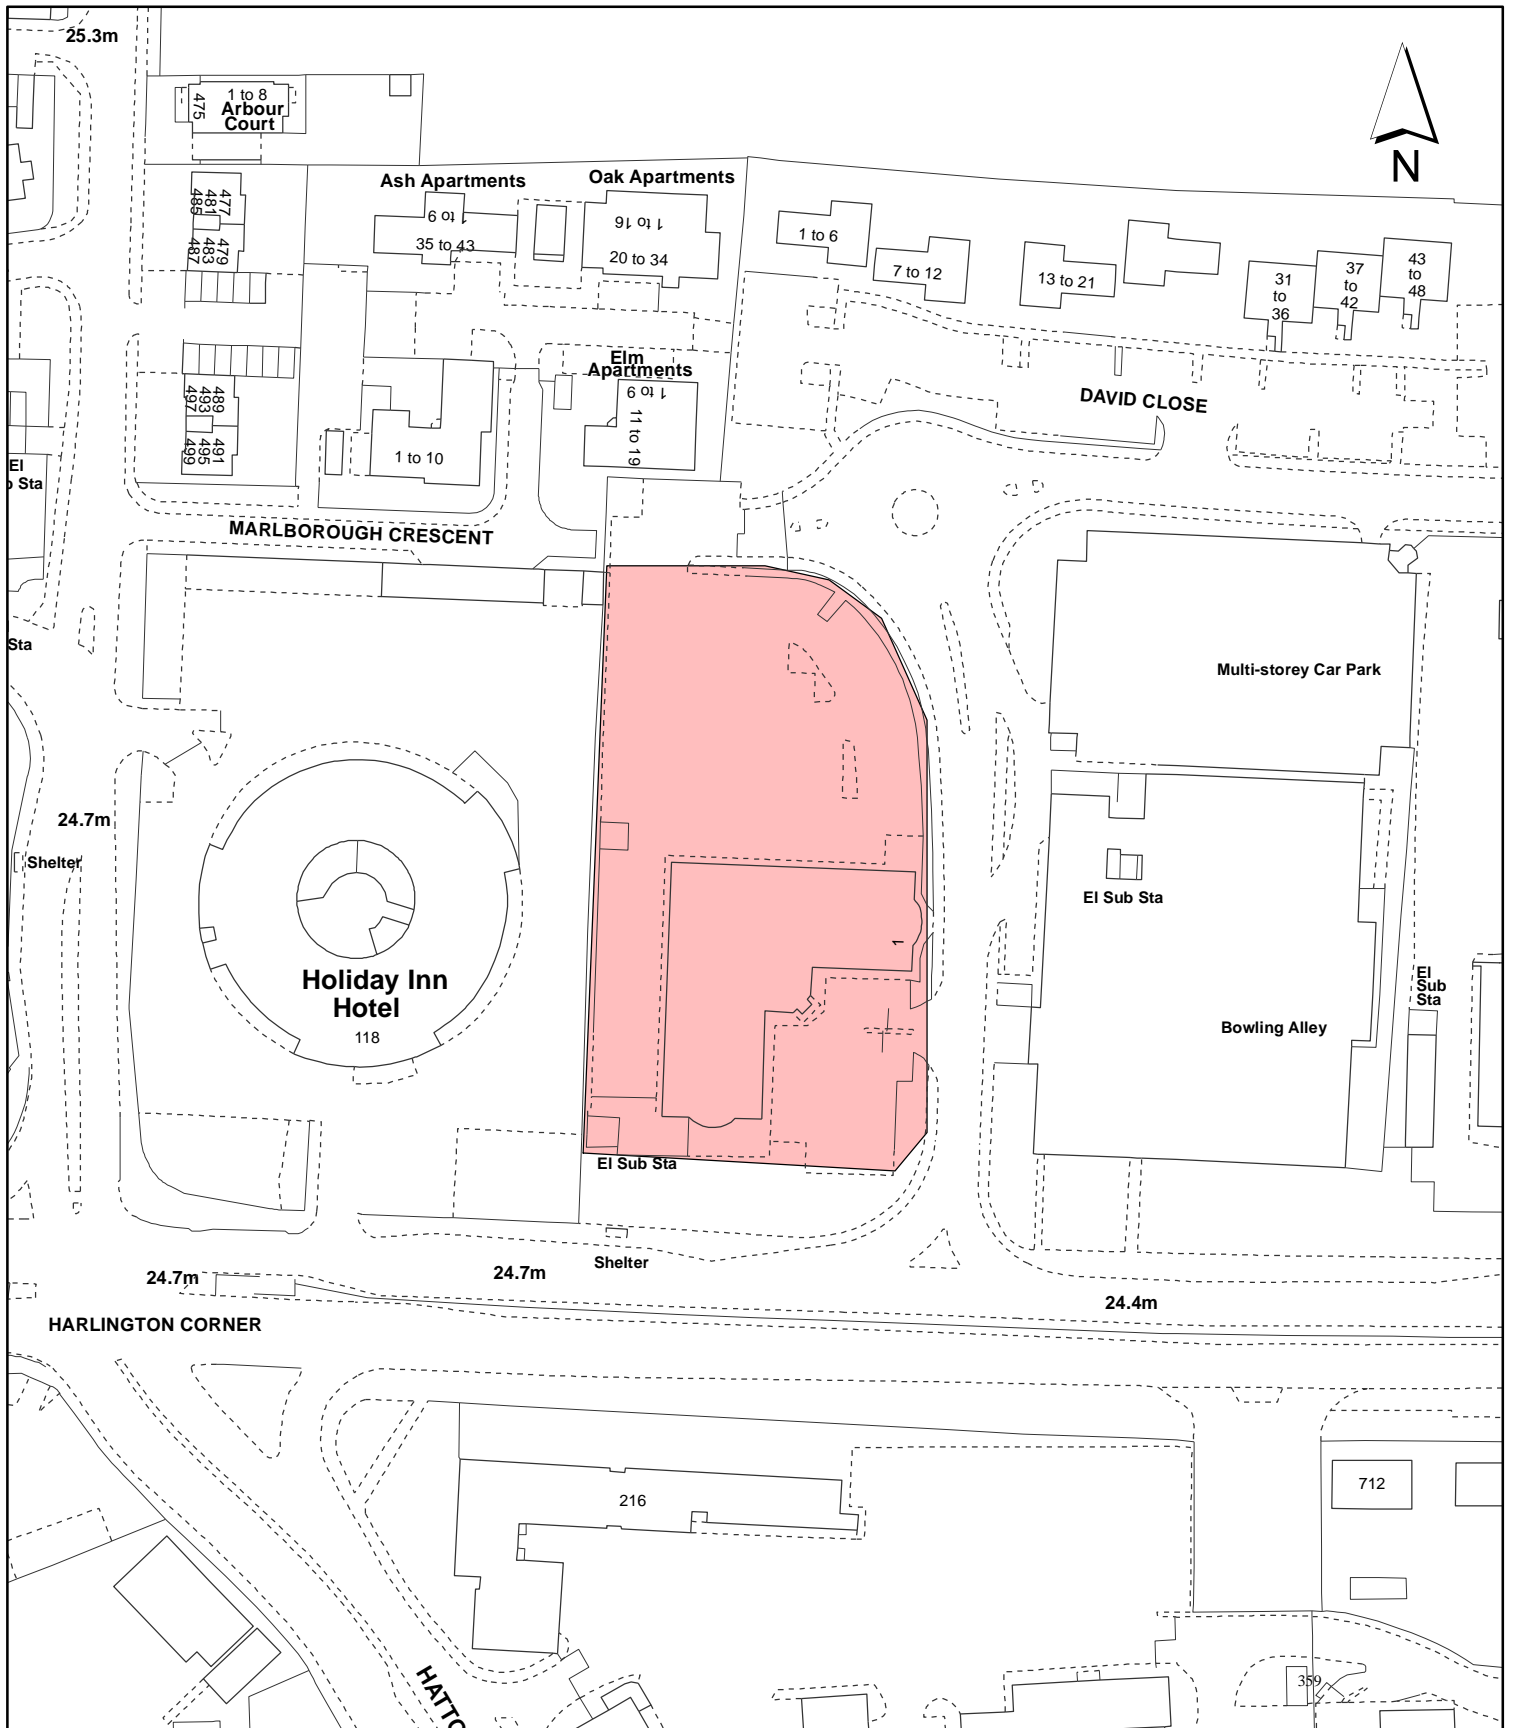 25.3m
1 to 8
475
Arbour
Court
N
Ash Apartments
Oak Apartments
1 to 9
35 to 43
1 to 16
20 to 34
477
481
485
479
483
487
1 to 6
7 to 12
13 to 21
31
to
36
37
to
42
43
to
48
Elm
Apartments
1 to 9
11 to 19
DAVID CLOSE
489
493
497
491
495
499
1 to 10
El
Sta
MARLBOROUGH CRESCENT
Sta
Multi-storey Car Park
24.7m
Shelter
El Sub Sta
1
Holiday Inn
Hotel
118
El
Sub
Sta
Bowling Alley
El Sub Sta
Shelter
24.7m
24.7m
24.4m
HARLINGTON CORNER
216
712
359
HATTO